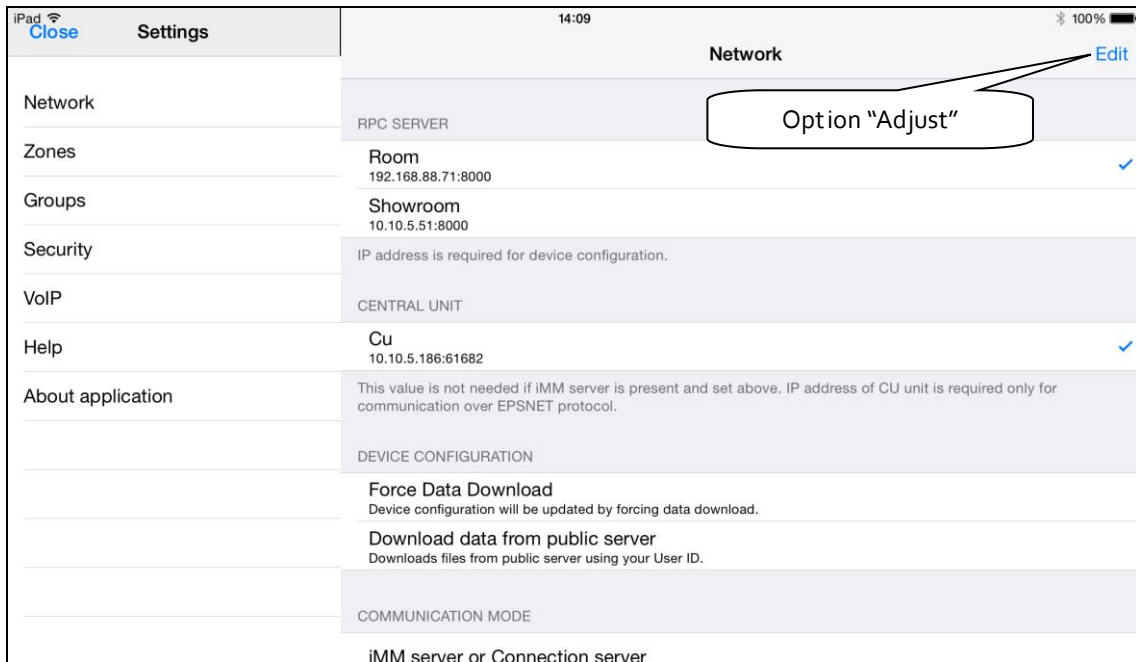 iPad
14:09
100%
Close
Settings
Network
Edit
Option “Adjust”
Network
Zones
Groups
Security
VoIP
Help
About application
RPC SERVER
Room
192.168.88.71:8000
Showroom
10.10.5.51:8000
IP address is required for device configuration.
CENTRAL UNIT
Cu
10.10.5.186:61682
This value is not needed if iMM server is present and set above. IP address of CU unit is required only for
communication over EPSNET protocol.
DEVICE CONFIGURATION
Force Data Download
Device configuration will be updated by forcing data download.
Download data from public server
Downloads files from public server using your User ID.
COMMUNICATION MODE
iMM server or Connection server